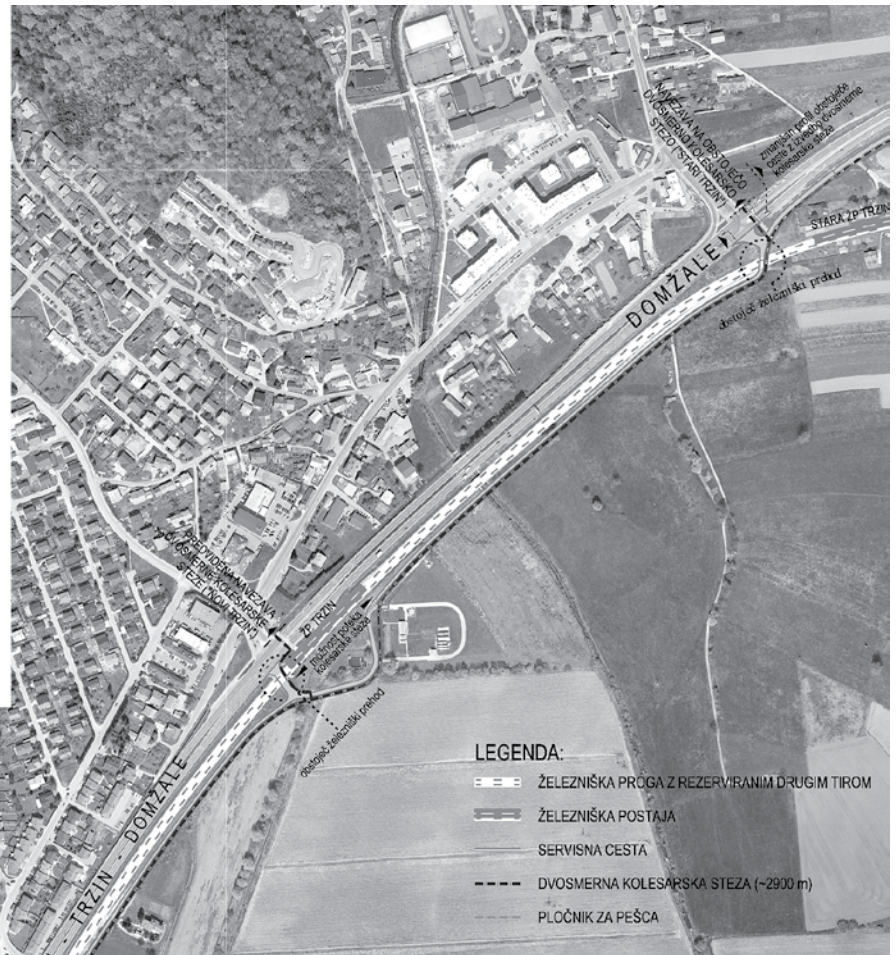 NAVEZAVA NA OBSTOJEČO
DVOSMERNO KOLESARSKO
STEZO ("STARI TRZIN")
zmanjšan profil obstoječe
ceste z izvedbo dvosmerne
kolesarske steze
STARA ŽP TRZIN
DOMŽALE
obstoječ železniški prehod
PREDVIDENA NAVEZAVA
DVOSMERNE KOLESARSKE
STEZE ("NOVI TRZIN")
ŽP TRZIN
možnost poteka
kolesarske steze
obstoječ železniški prehod
TRZIN - DOMŽALE
LEGENDA:
ŽELEZNIŠKA PROGA Z REZERVIRANIM DRUGIM TIROM
ŽELEZNIŠKA POSTAJA
SERVISNA CESTA
DVOSMERNA KOLESARSKA STEZA (~2900 m)
PLOČNIK ZA PEŠCA